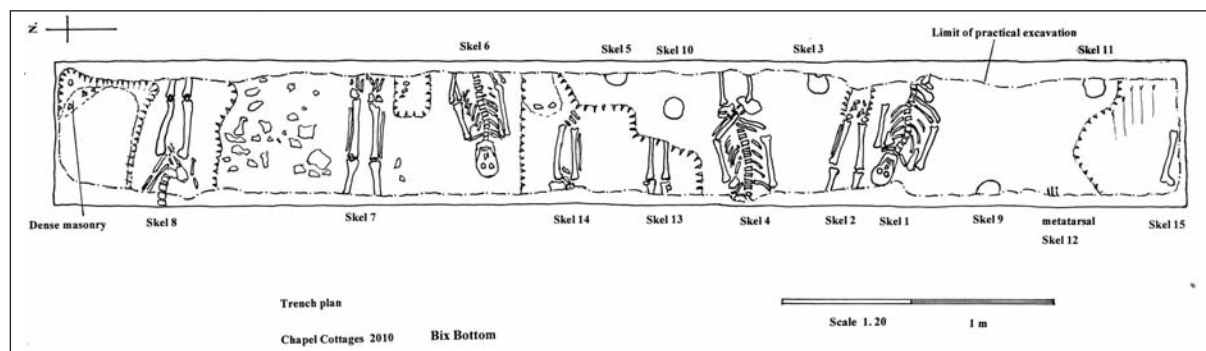 N.
Skel 6
Skel 5
Skel 10
Skel 3
Limit of practical excavation
Skel 11
Dense masonry
Skel 8
Skel 7
Skel 14
Skel 13
Skel 4
Skel 2
Skel 1
Skel 9
metatarsal
Skel 12
Skel 15
Trench plan
Chapel Cottages 2010
Bix Bottom
Scale 1. 20
1 m